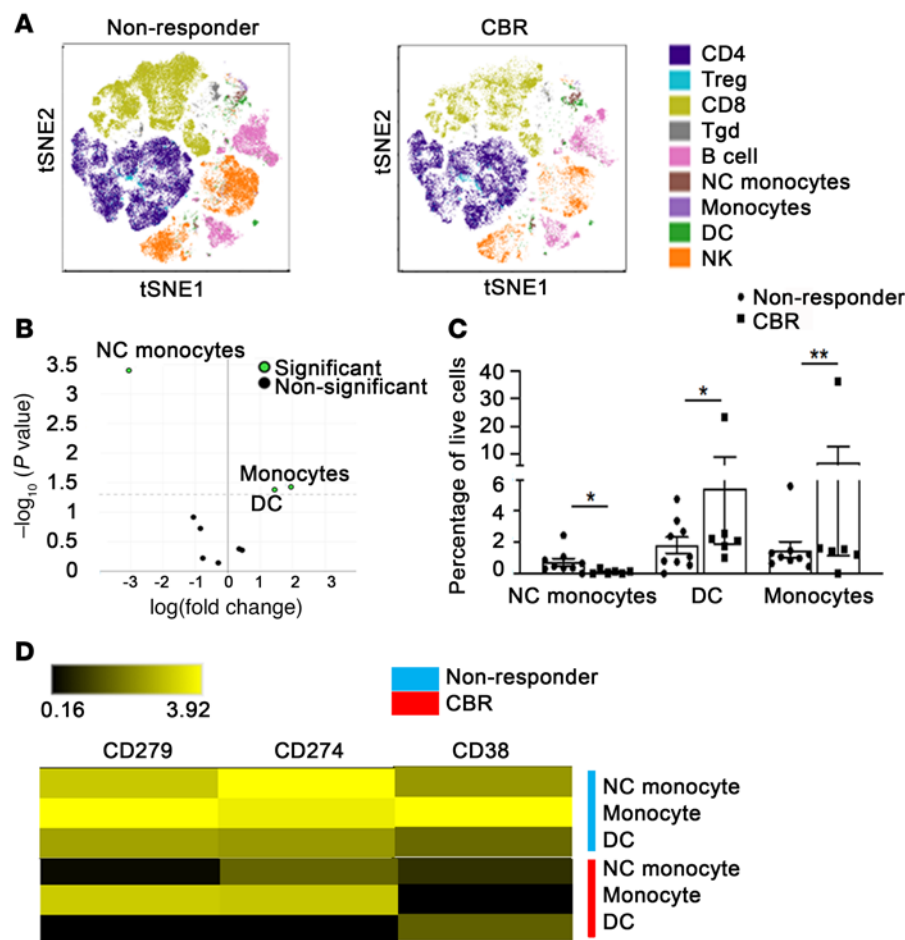 A
Non-responder
CBR
tSNE2
tSNE1
tSNE2
tSNE1
CD4
Treg
CD8
Tgd
B cell
NC monocytes
Monocytes
DC
NK
B
NC monocytes
Significant
Non-significant
Monocytes
DC
–log10 (P value)
3.5
3
2.5
2
1.5
1
0.5
0
-3 -2 -1 0 1 2 3
log(fold change)
C
Non-responder
CBR
Percentage of live cells
40
30
20
10
6
4
2
0
* * **
NC monocytes DC Monocytes
D
0.16 3.92
Non-responder
CBR
CD279 CD274 CD38
NC monocyte
Monocyte
DC
NC monocyte
Monocyte
DC